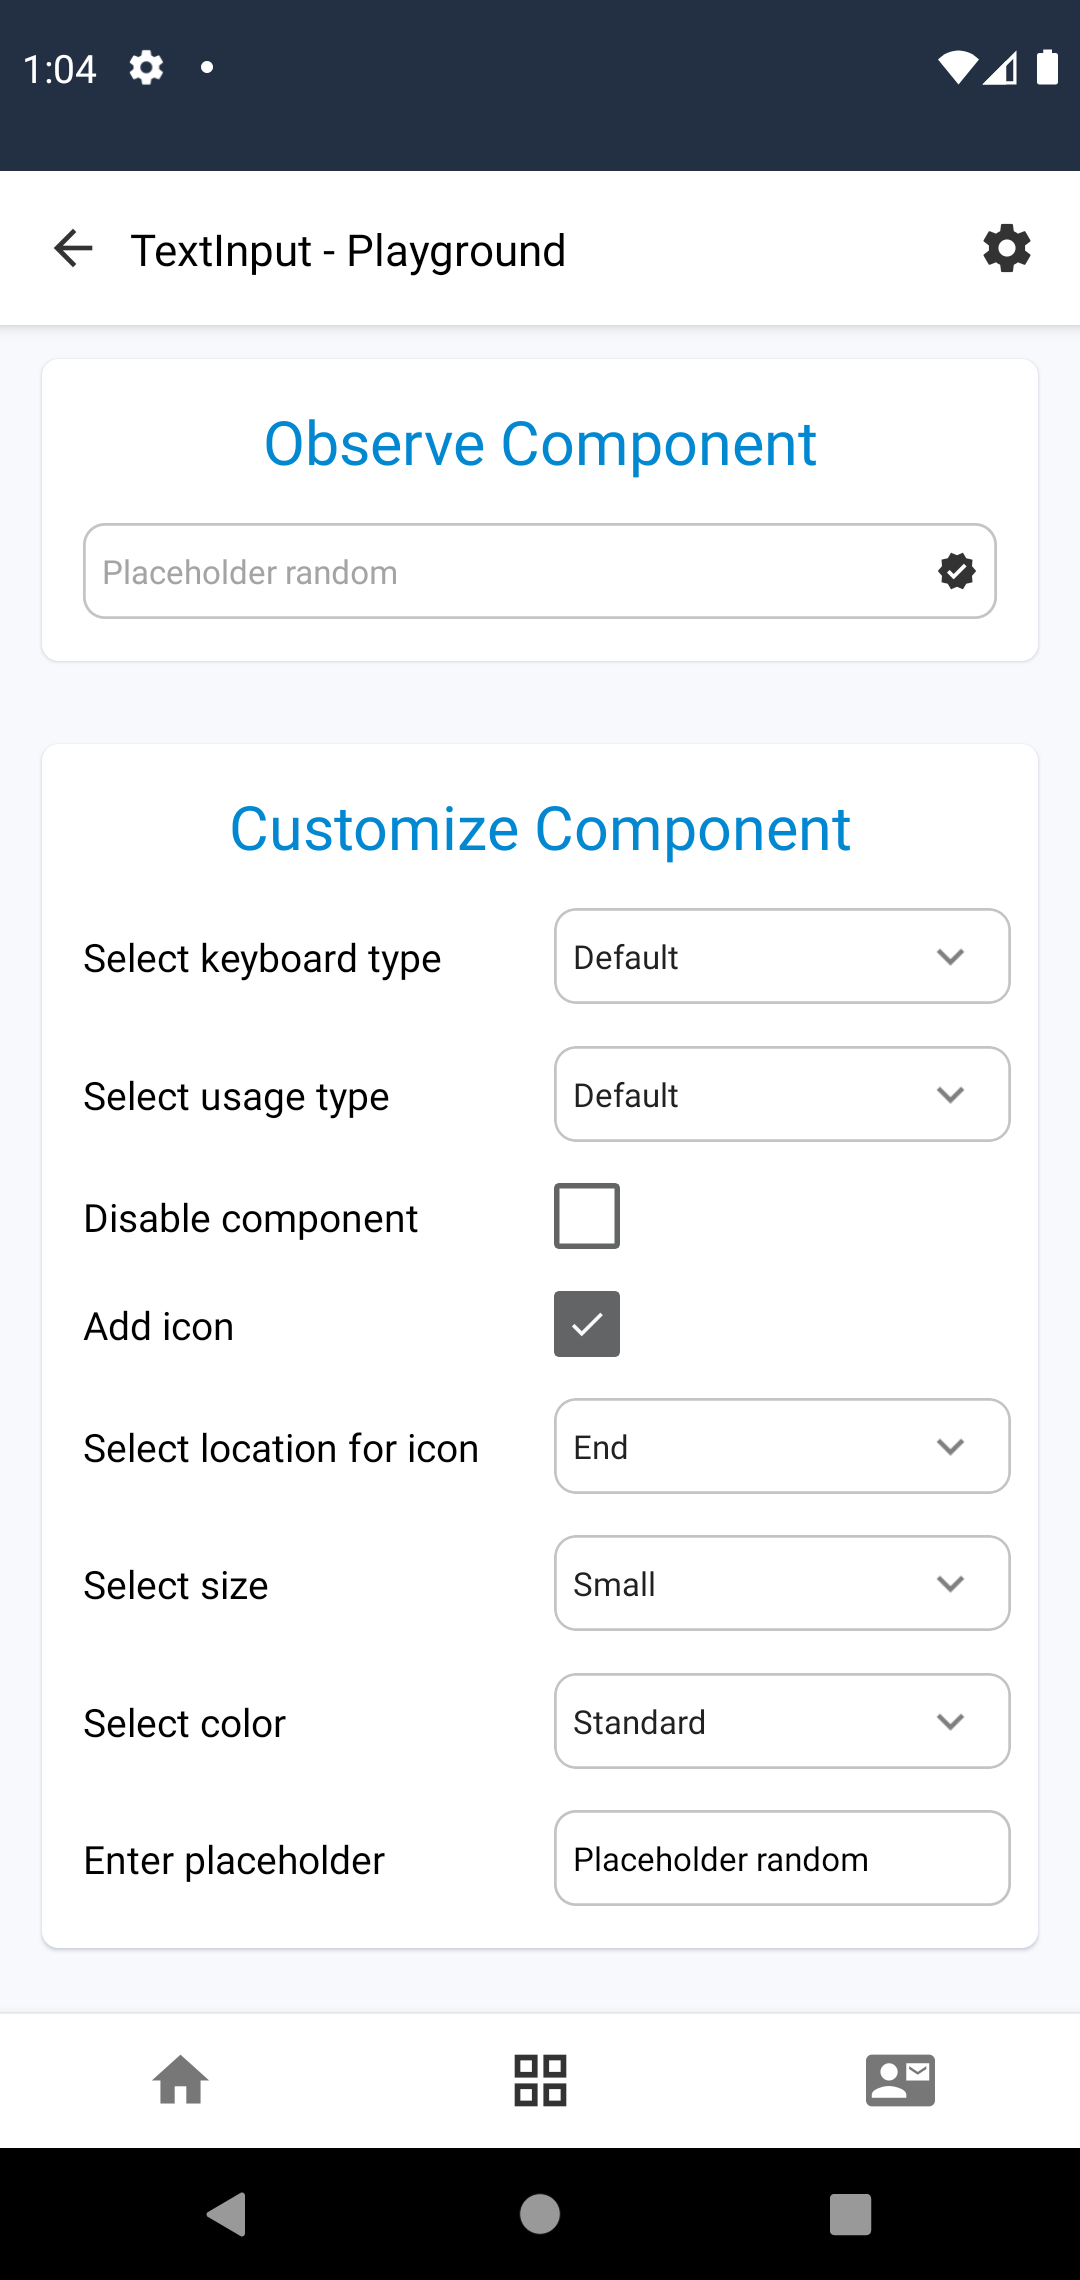 1:04
TextInput - Playground
Observe Component
Placeholder random
Customize Component
Select keyboard type
Default
Select usage type
Default
Disable component
Add icon
Select location for icon
End
Select size
Small
Select color
Standard
Enter placeholder
Placeholder random